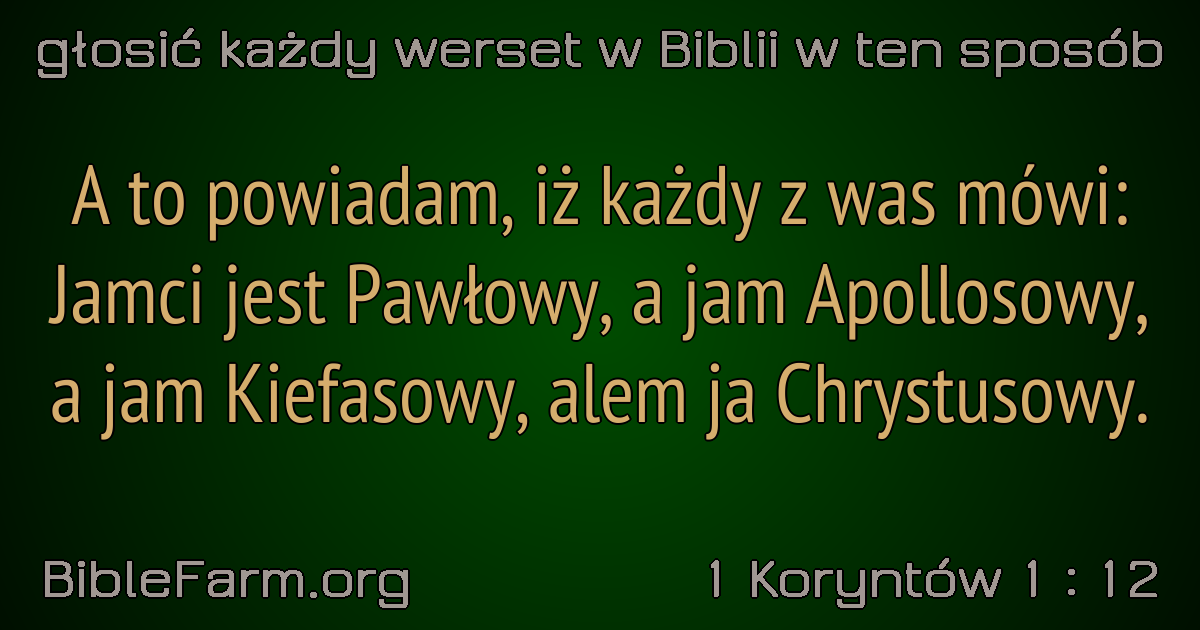 głosić każdy werset w Biblii w ten sposób
A to powiadam, iż każdy z was mówi:
Jamci jest Pawłowy, a jam Apollosowy,
a jam Kiefasowy, alem ja Chrystusowy.
BibleFarm.org
1 Koryntów 1 : 12